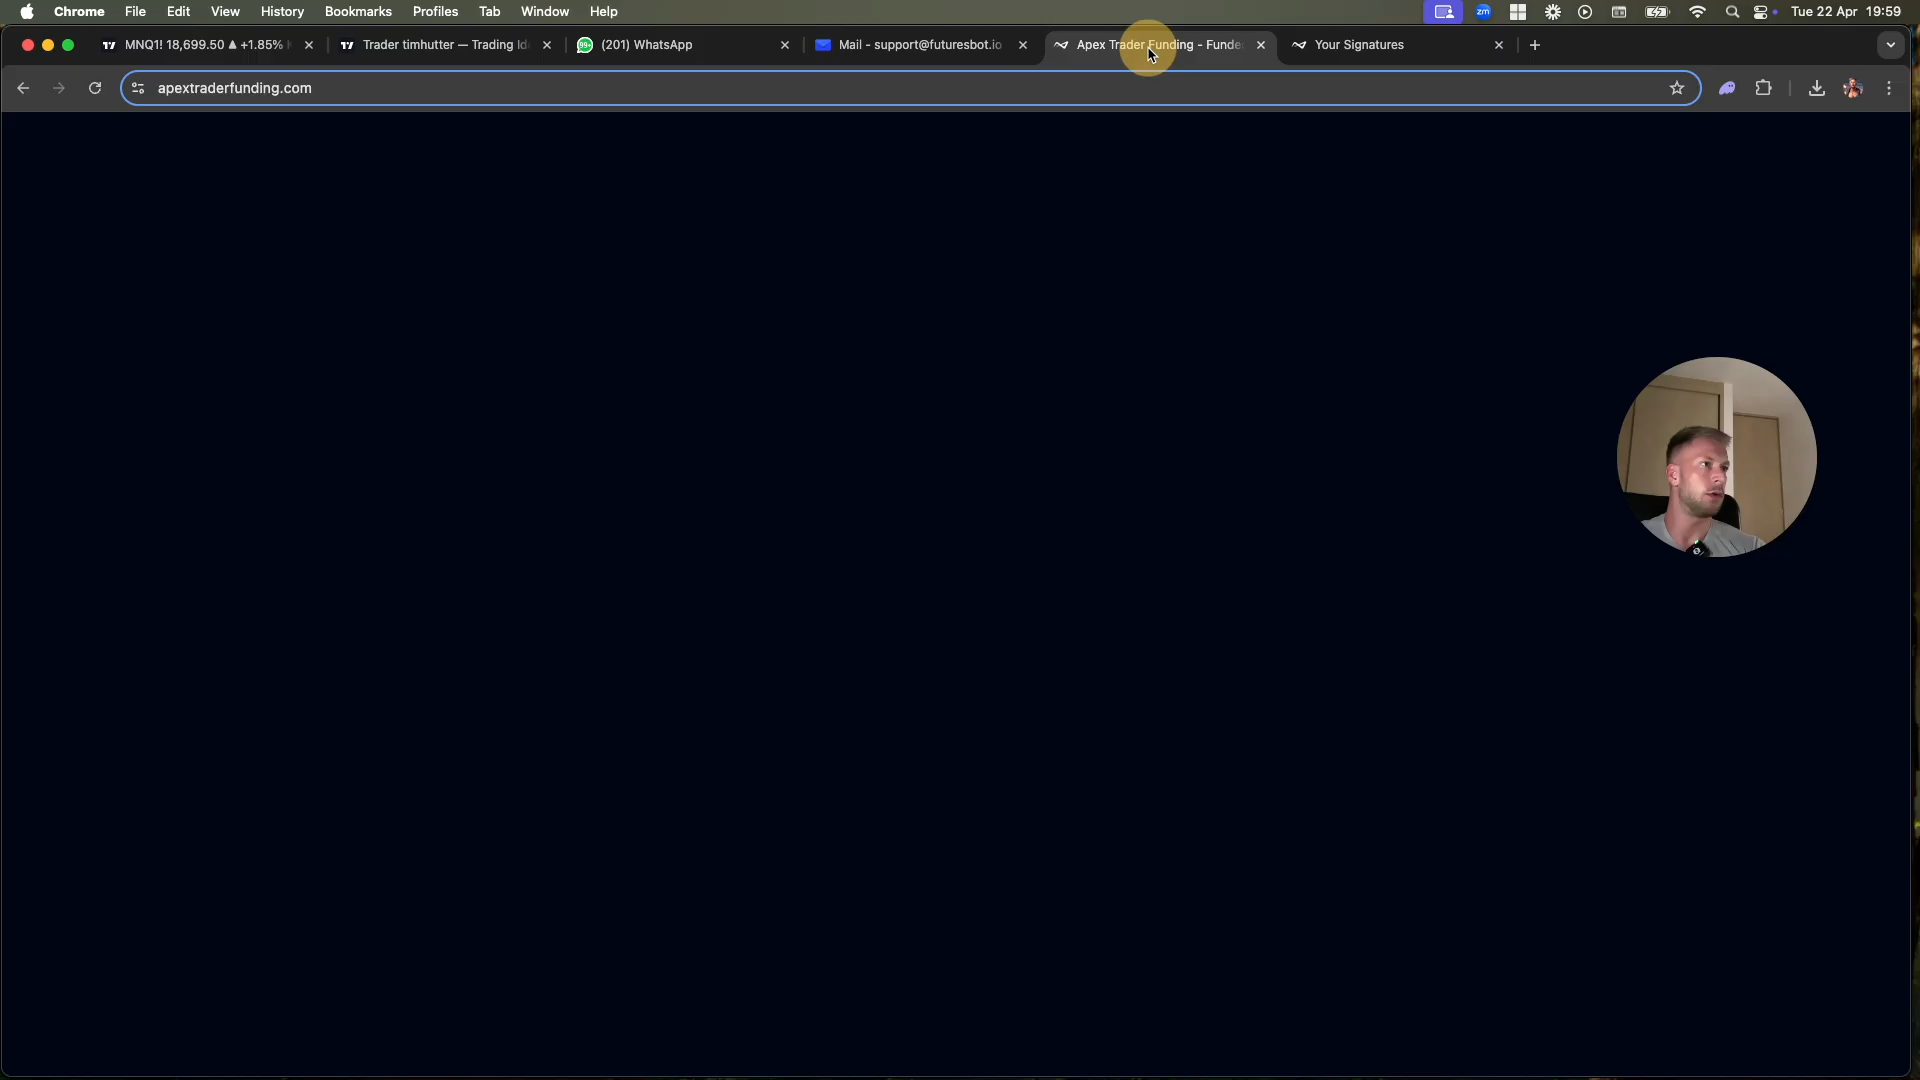 Chrome File Edit View History Bookmarks Profiles Tab Window Help zm Tue 22 Apr 19:59
MNQ1! 18,699.50 ▲ +1.85% Trader timhutter — Trading Id 99+ (201) WhatsApp Mail - support@futuresbot.io Apex Trader Funding - Funde Your Signatures
apextraderfunding.com